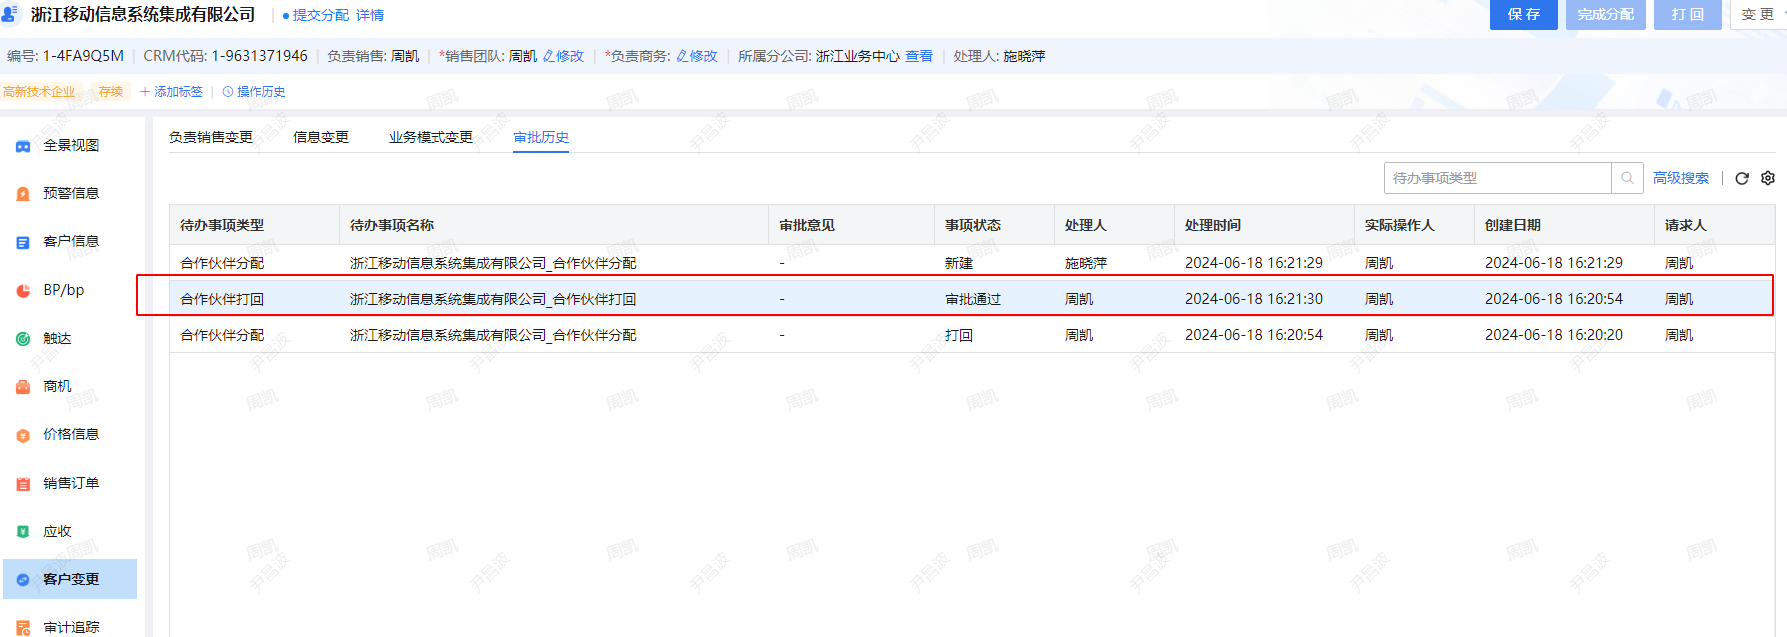 浙江移动信息系统集成有限公司 提交分配 详情 保 存 完成分配 打 回 变 更
编号: 1-4FA9Q5M CRM代码: 1-9631371946 负责销售: 周凯 *销售团队: 周凯 修改 *负责商务: 修改 所属分公司: 浙江业务中心 查看 处理人: 施晓萍
高新技术企业 存续 添加标签 操作历史
全景视图
预警信息
客户信息
BP/bp
触达
商机
价格信息
销售订单
应收
客户变更
审计追踪
负责销售变更 信息变更 业务模式变更 审批历史
待办事项类型 高级搜索
待办事项类型 待办事项名称 审批意见 事项状态 处理人 处理时间 实际操作人 创建日期 请求人
合作伙伴分配 浙江移动信息系统集成有限公司_合作伙伴分配 - 新建 施晓萍 2024-06-18 16:21:29 周凯 2024-06-18 16:21:29 周凯
合作伙伴打回 浙江移动信息系统集成有限公司_合作伙伴打回 - 审批通过 周凯 2024-06-18 16:21:30 周凯 2024-06-18 16:20:54 周凯
合作伙伴分配 浙江移动信息系统集成有限公司_合作伙伴分配 - 打回 周凯 2024-06-18 16:20:54 周凯 2024-06-18 16:20:20 周凯
周凯
尹昌波